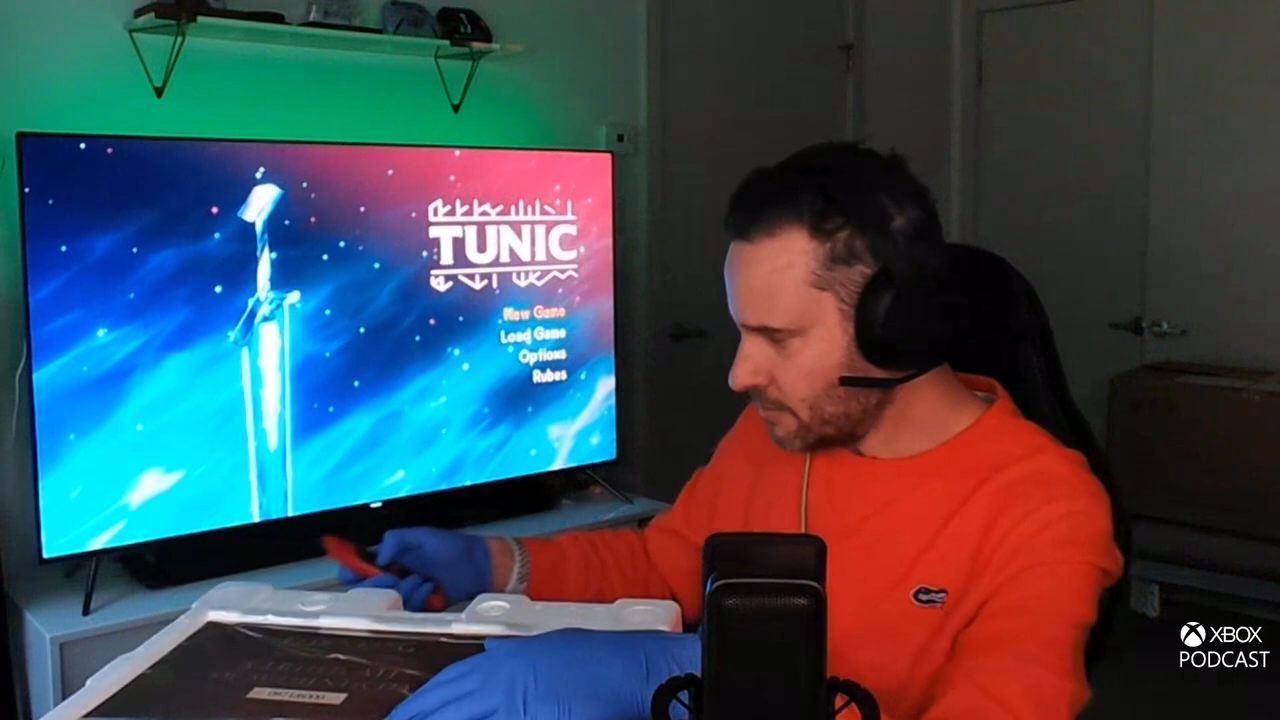 TUNIC
New Game
Load Game
Options
Rubes
XBOX
PODCAST